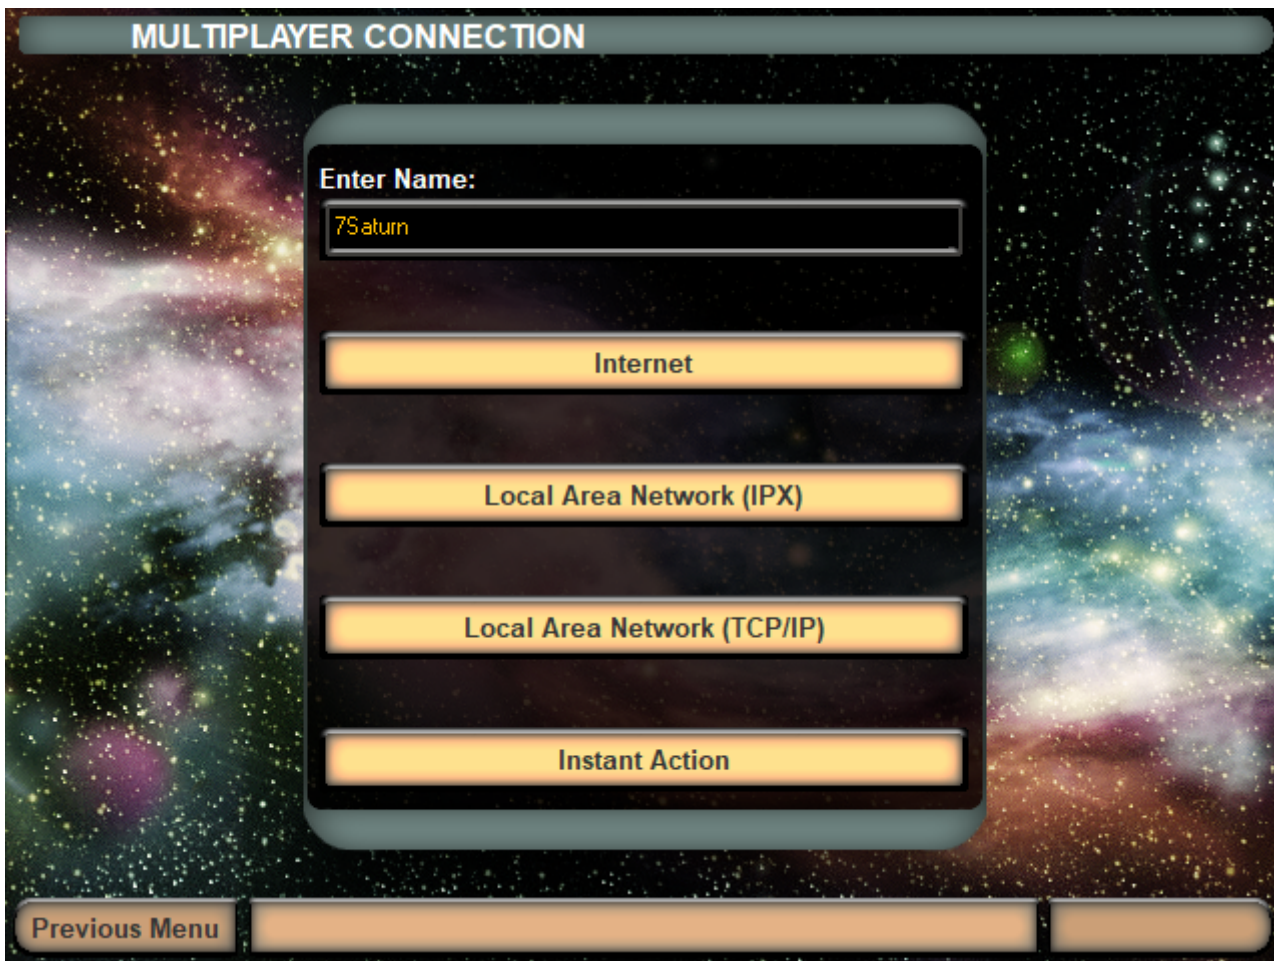 MULTIPLAYER CONNECTION
Enter Name:
7Saturn
Internet
Local Area Network (IPX)
Local Area Network (TCP/IP)
Instant Action
Previous Menu